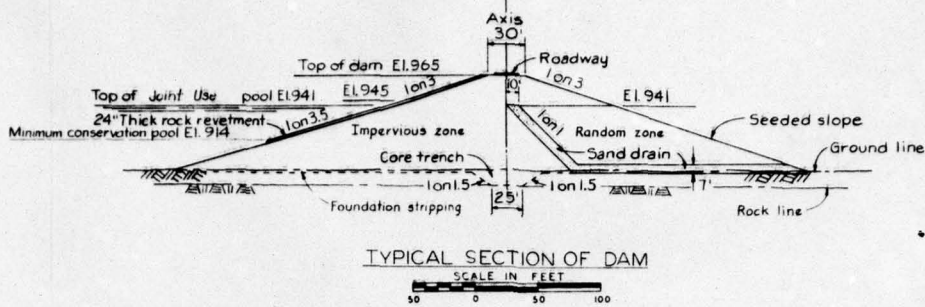 Axis
30'
Top of dam El.965
Roadway
1 on 3
1 on 3
10'
Top of Joint Use pool El.941
El.945
El.941
24" Thick rock revetment
1 on 3.5
1 on 1
Minimum conservation pool El. 914
Impervious zone
Random zone
Seeded slope
Core trench
Sand drain
Ground line
7'
1 on 1.5
1 on 1.5
Foundation stripping
25'
Rock line
TYPICAL SECTION OF DAM
SCALE IN FEET
50 0 50 100